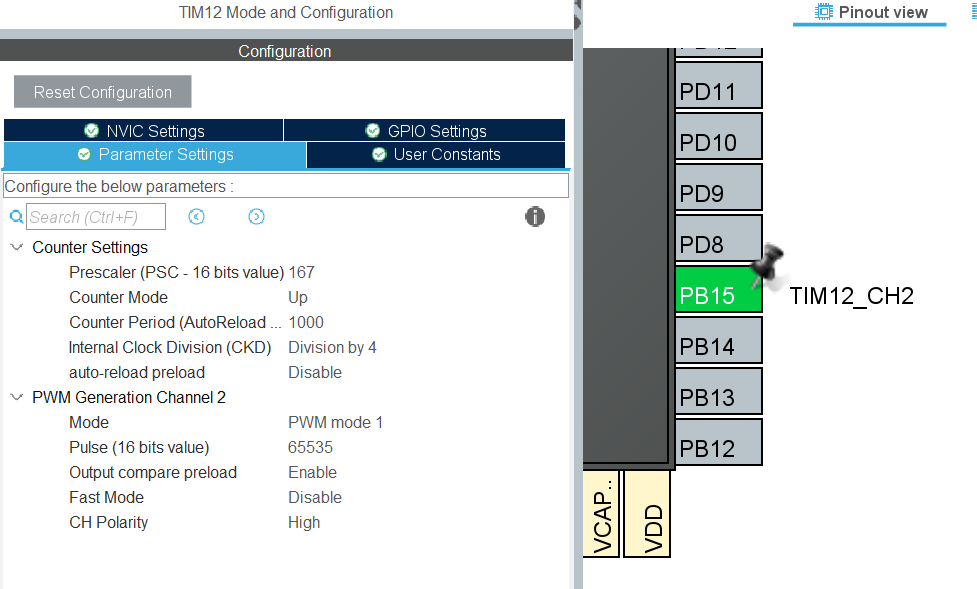 TIM12 Mode and Configuration
Configuration
Reset Configuration
NVIC Settings
GPIO Settings
Parameter Settings
User Constants
Configure the below parameters :
Search (Ctrl+F)
Counter Settings
Prescaler (PSC - 16 bits value) 167
Counter Mode Up
Counter Period (AutoReload ... 1000
Internal Clock Division (CKD) Division by 4
auto-reload preload Disable
PWM Generation Channel 2
Mode PWM mode 1
Pulse (16 bits value) 65535
Output compare preload Enable
Fast Mode Disable
CH Polarity High
Pinout view
PD11
PD10
PD9
PD8
PB15 TIM12_CH2
PB14
PB13
PB12
VCAP..
VDD